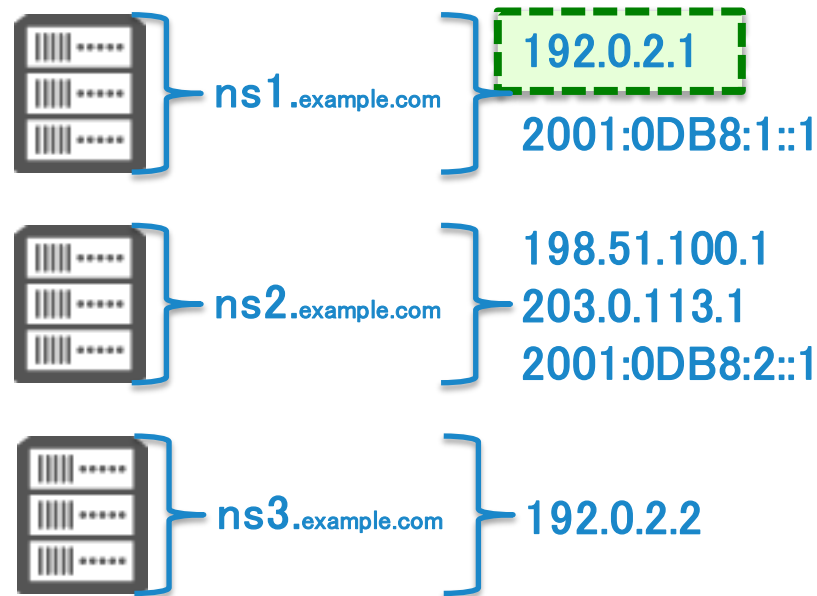 ns1.example.com
192.0.2.1
2001:0DB8:1::1
ns2.example.com
198.51.100.1
203.0.113.1
2001:0DB8:2::1
ns3.example.com
192.0.2.2